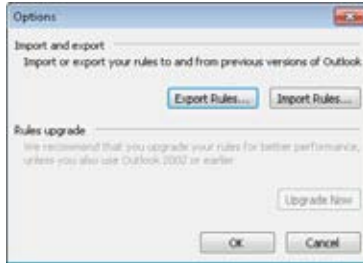 Options
Import and export
Import or export your rules to and from previous versions of Outlook
Export Rules...
Import Rules...
Rules upgrade
We recommend that you upgrade your rules for better performance,
unless you also use Outlook 2002 or earlier
Upgrade Now
OK
Cancel